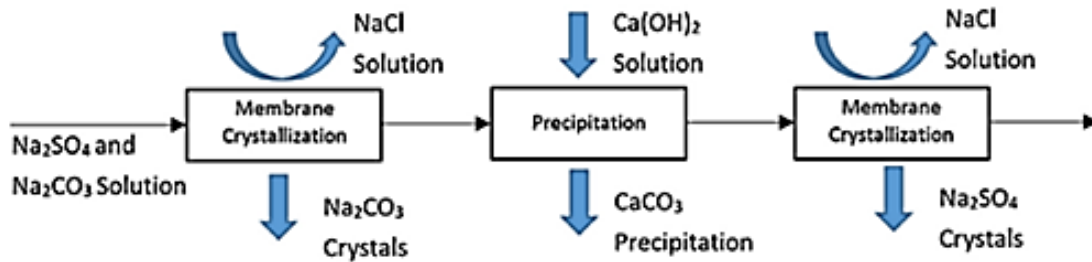 NaCl
Solution
Ca(OH)₂
Solution
NaCl
Solution
Na₂SO₄ and
Na₂CO₃ Solution
Membrane
Crystallization
Precipitation
Membrane
Crystallization
Na₂CO₃
Crystals
CaCO₃
Precipitation
Na₂SO₄
Crystals